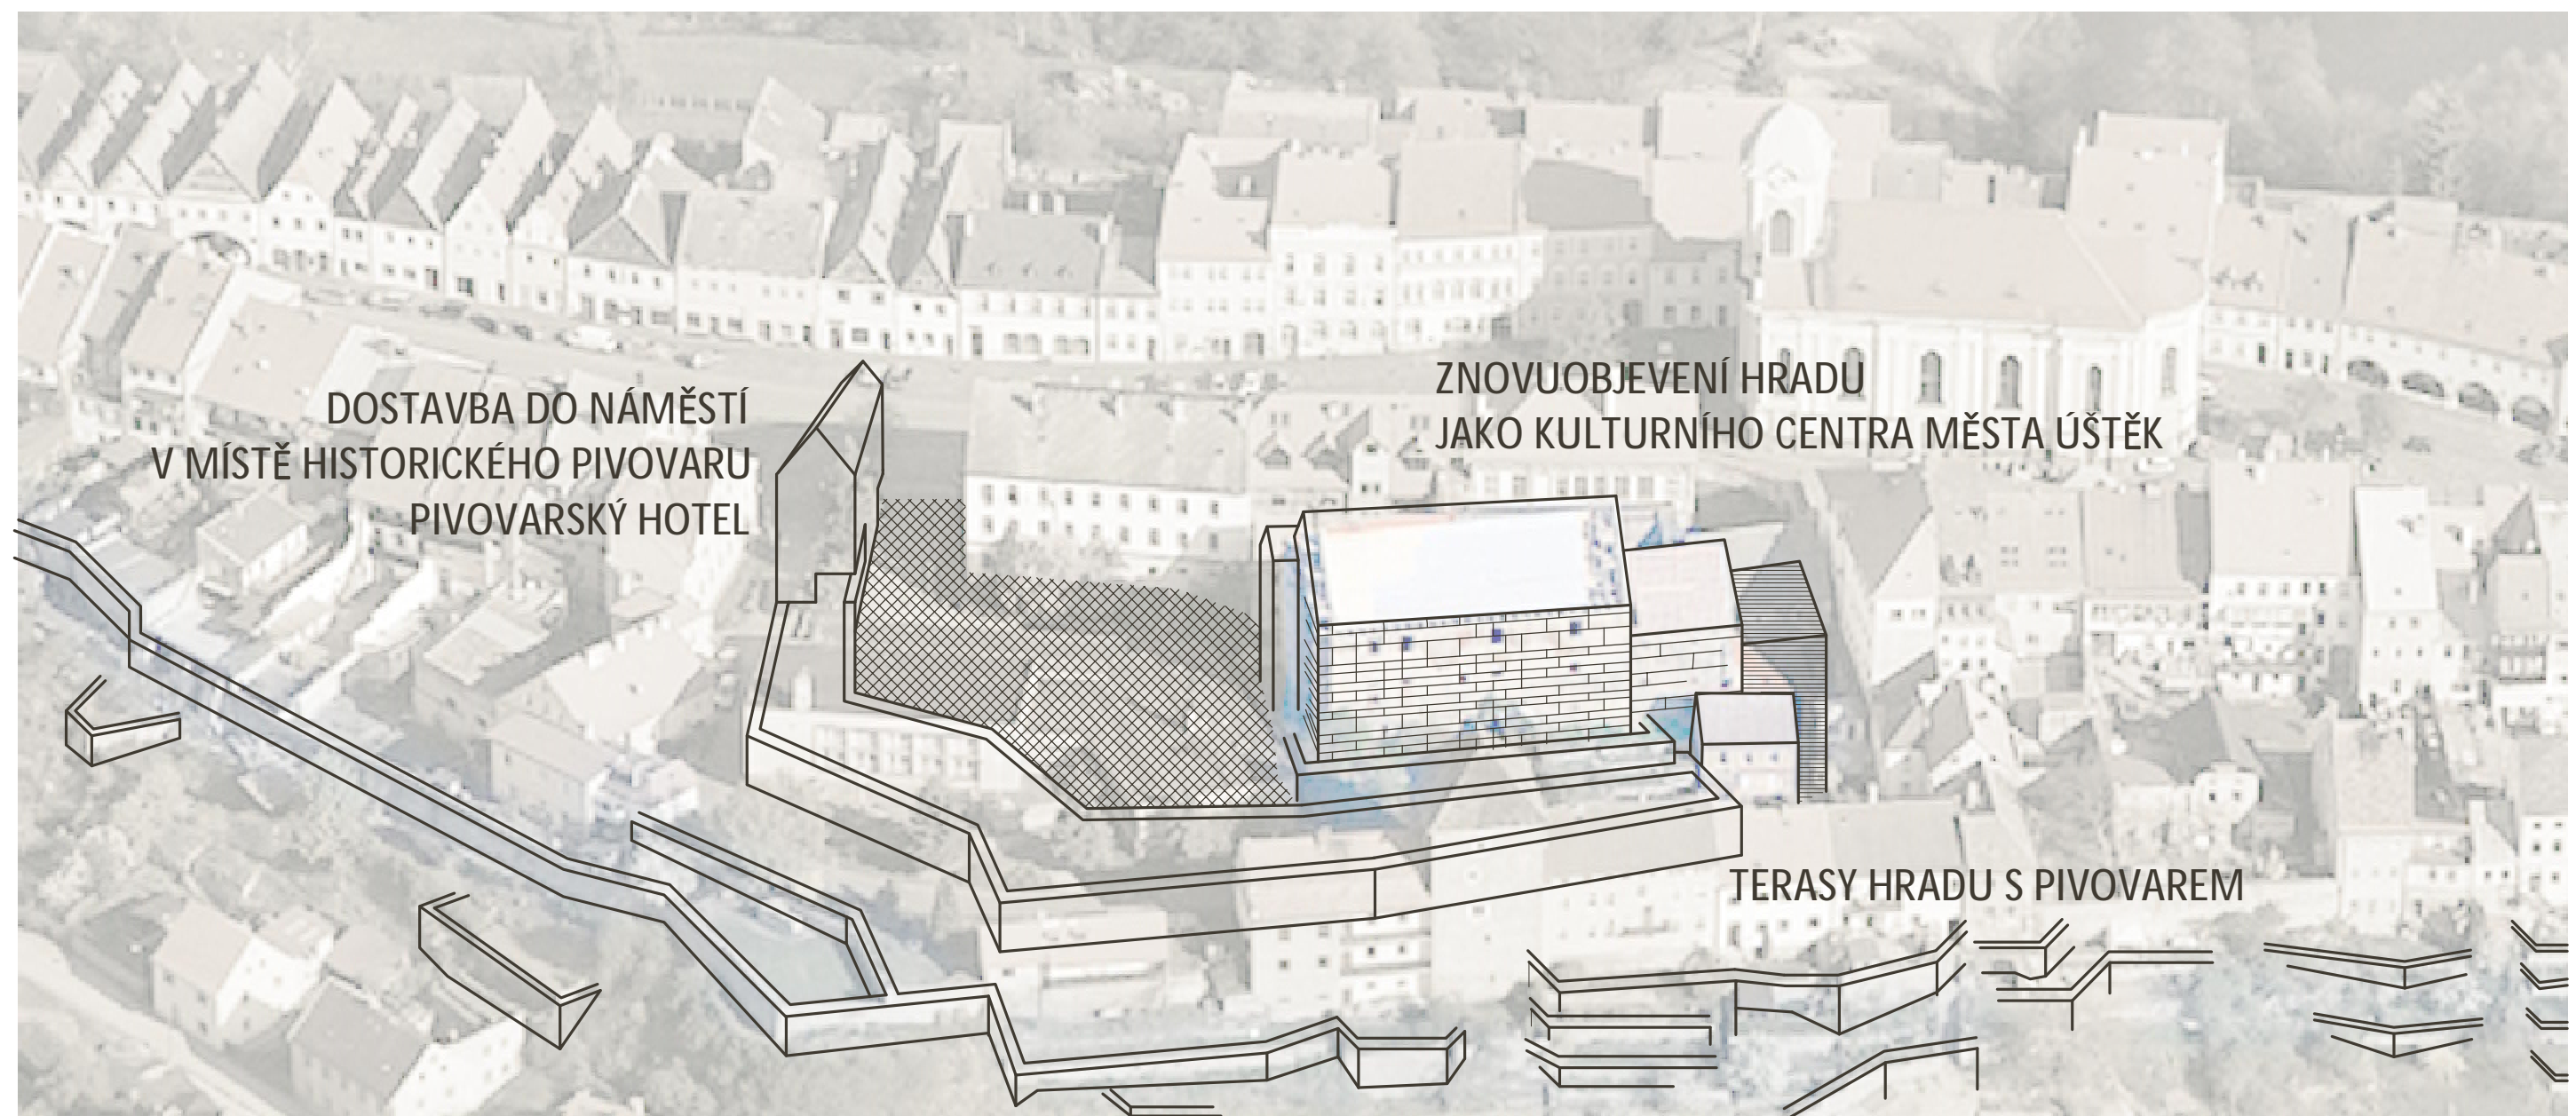 DOSTAVBA DO NÁMĚSTÍ
V MÍSTĚ HISTORICKÉHO PIVOVARU
PIVOVARSKÝ HOTEL
ZNOVUOBJEVENÍ HRADU
JAKO KULTURNÍHO CENTRA MĚSTA ÚŠTĚK
TERASY HRADU S PIVOVAREM